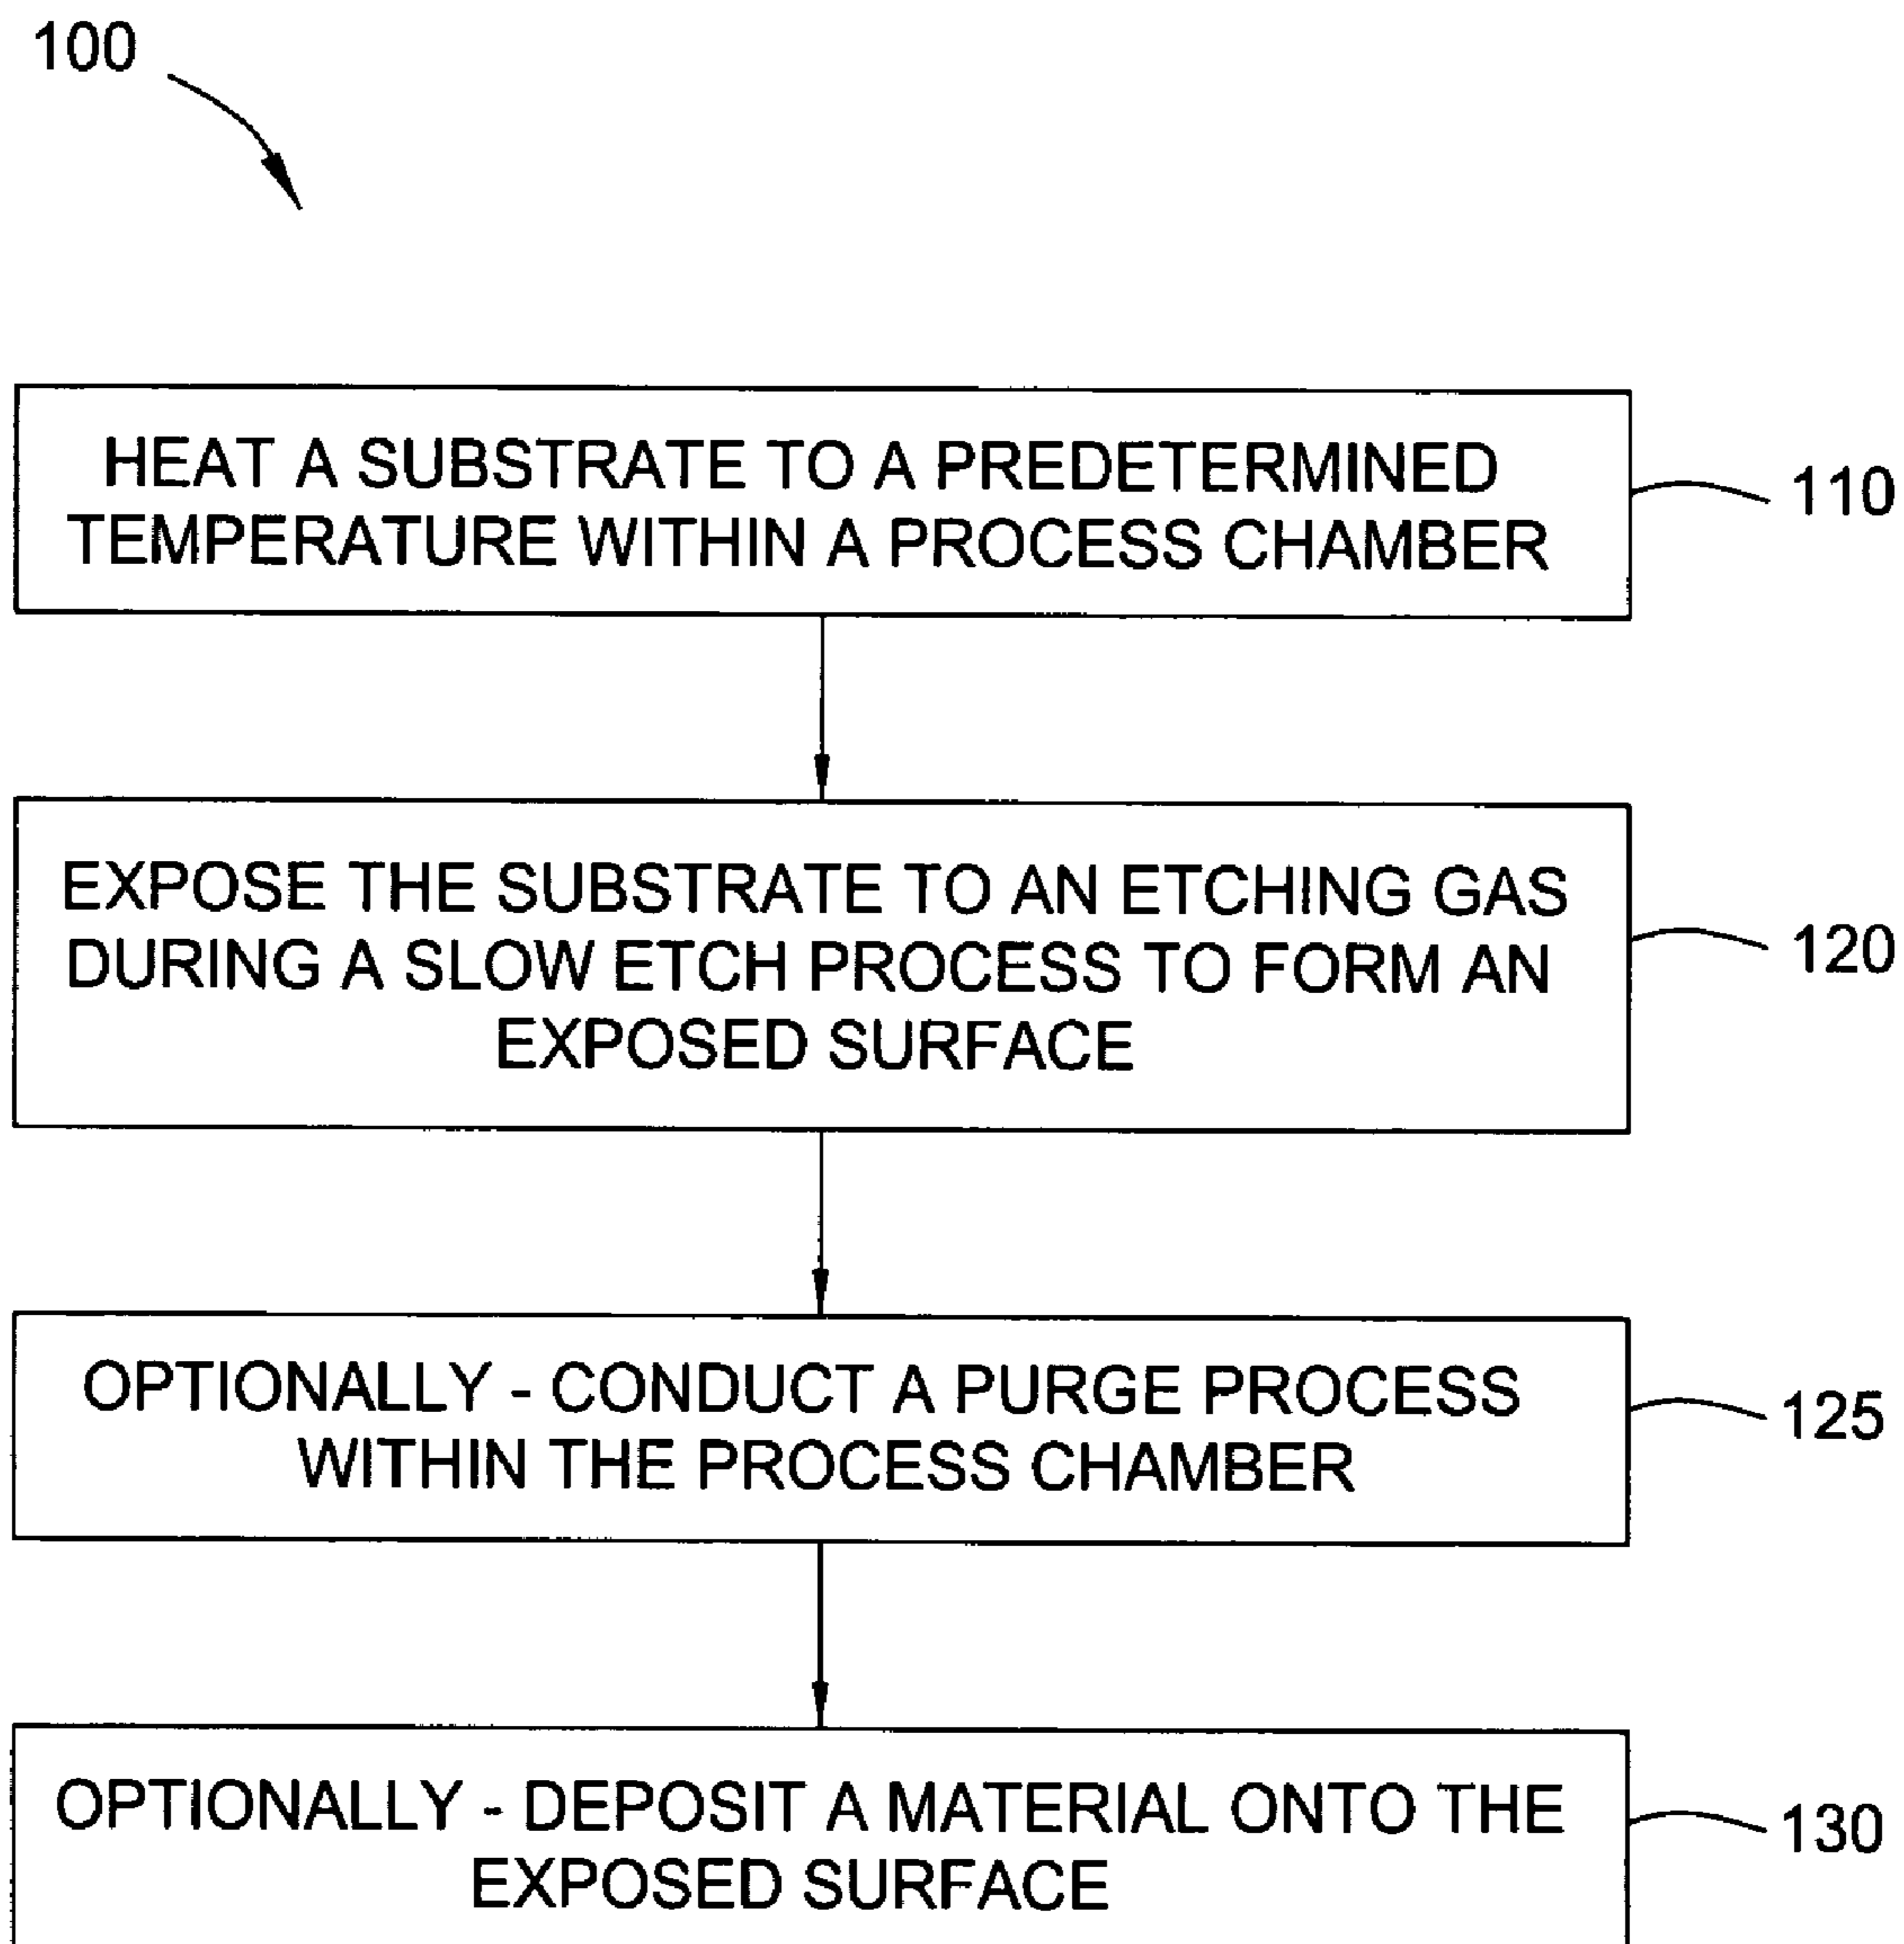 100
HEAT A SUBSTRATE TO A PREDETERMINED
TEMPERATURE WITHIN A PROCESS CHAMBER
110
EXPOSE THE SUBSTRATE TO AN ETCHING GAS
DURING A SLOW ETCH PROCESS TO FORM AN
EXPOSED SURFACE
120
OPTIONALLY - CONDUCT A PURGE PROCESS
WITHIN THE PROCESS CHAMBER
125
OPTIONALLY - DEPOSIT A MATERIAL ONTO THE
EXPOSED SURFACE
130